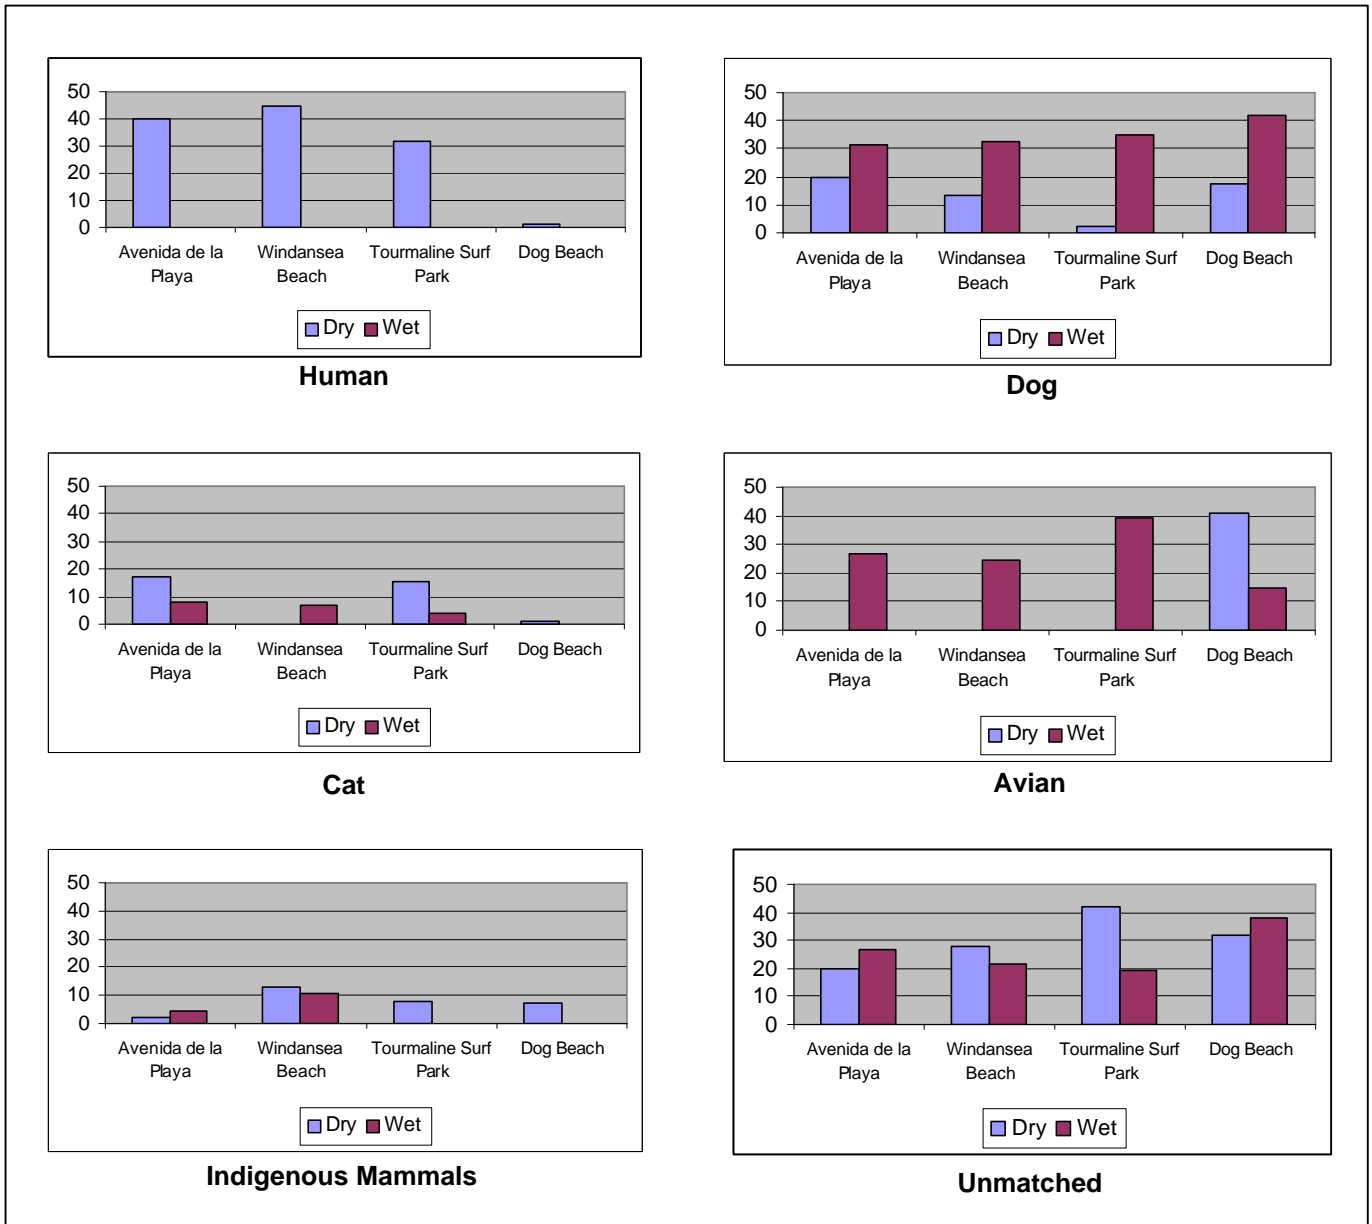 50
40
30
20
10
0
Avenida de la Playa
Windansea Beach
Tourmaline Surf Park
Dog Beach
Dry Wet
Human
50
40
30
20
10
0
Avenida de la Playa
Windansea Beach
Tourmaline Surf Park
Dog Beach
Dry Wet
Dog
50
40
30
20
10
0
Avenida de la Playa
Windansea Beach
Tourmaline Surf Park
Dog Beach
Dry Wet
Cat
50
40
30
20
10
0
Avenida de la Playa
Windansea Beach
Tourmaline Surf Park
Dog Beach
Dry Wet
Avian
50
40
30
20
10
0
Avenida de la Playa
Windansea Beach
Tourmaline Surf Park
Dog Beach
Dry Wet
Indigenous Mammals
50
40
30
20
10
0
Avenida de la Playa
Windansea Beach
Tourmaline Surf Park
Dog Beach
Dry Wet
Unmatched